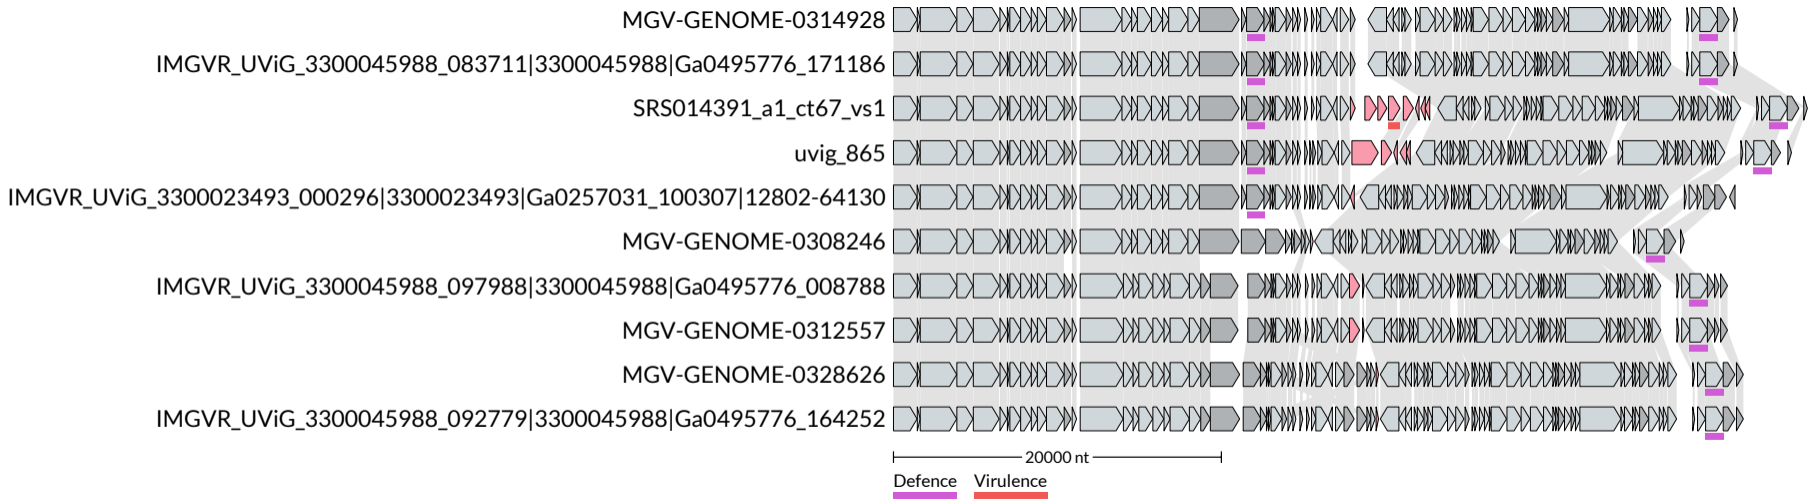 MGV-GENOME-0314928
IMGVR_UViG_3300045988_083711|3300045988|Ga0495776_171186
SRS014391_a1_ct67_vs1
uvig_865
IMGVR_UViG_3300023493_000296|3300023493|Ga0257031_100307|12802-64130
MGV-GENOME-0308246
IMGVR_UViG_3300045988_097988|3300045988|Ga0495776_008788
MGV-GENOME-0312557
MGV-GENOME-0328626
IMGVR_UViG_3300045988_092779|3300045988|Ga0495776_164252
20000 nt
Defence Virulence